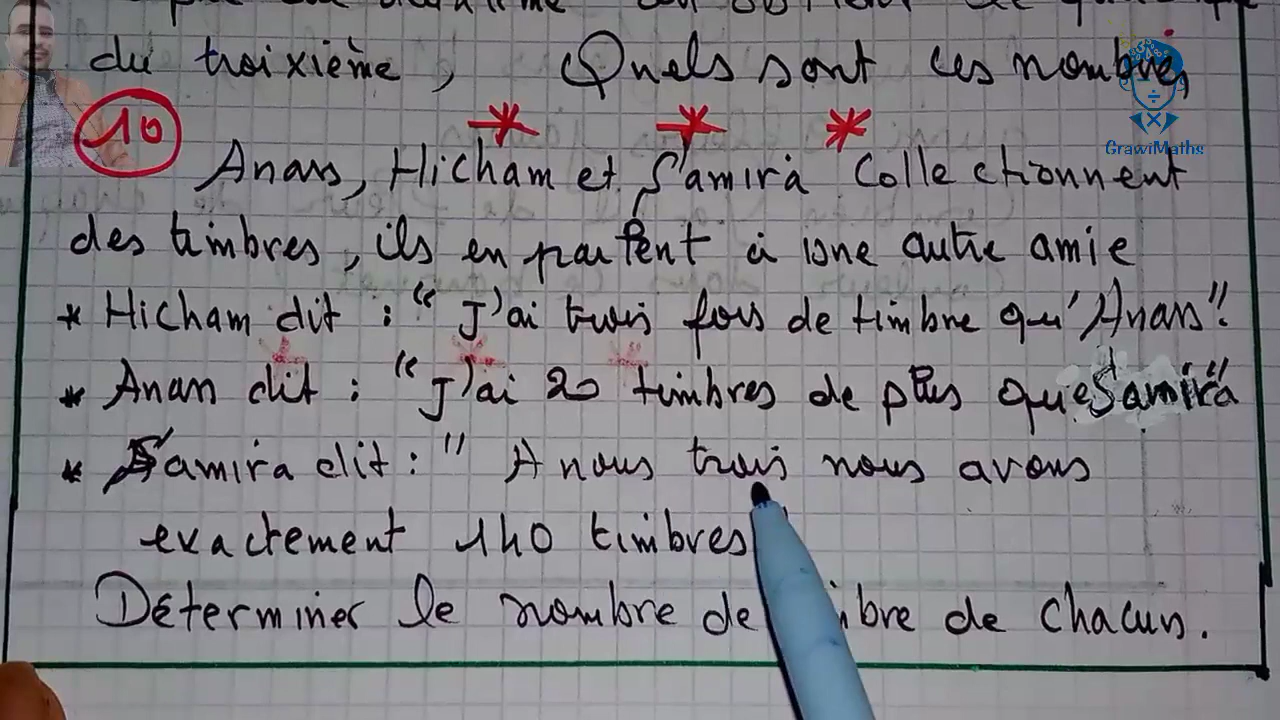 du troixième, Quels sont ces nombres,
GrawiMaths
10
Anas, Hicham et Samira Collectionnent
des timbres, ils en parlent à une autre amie
* Hicham dit : "J'ai trois fois de timbre qu'Anas".
* Anas dit : "J'ai 20 timbres de plus que Samira"
* Samira dit : " A nous trois nous avons
exactement 140 timbres"
Déterminer le nombre de de chacun.